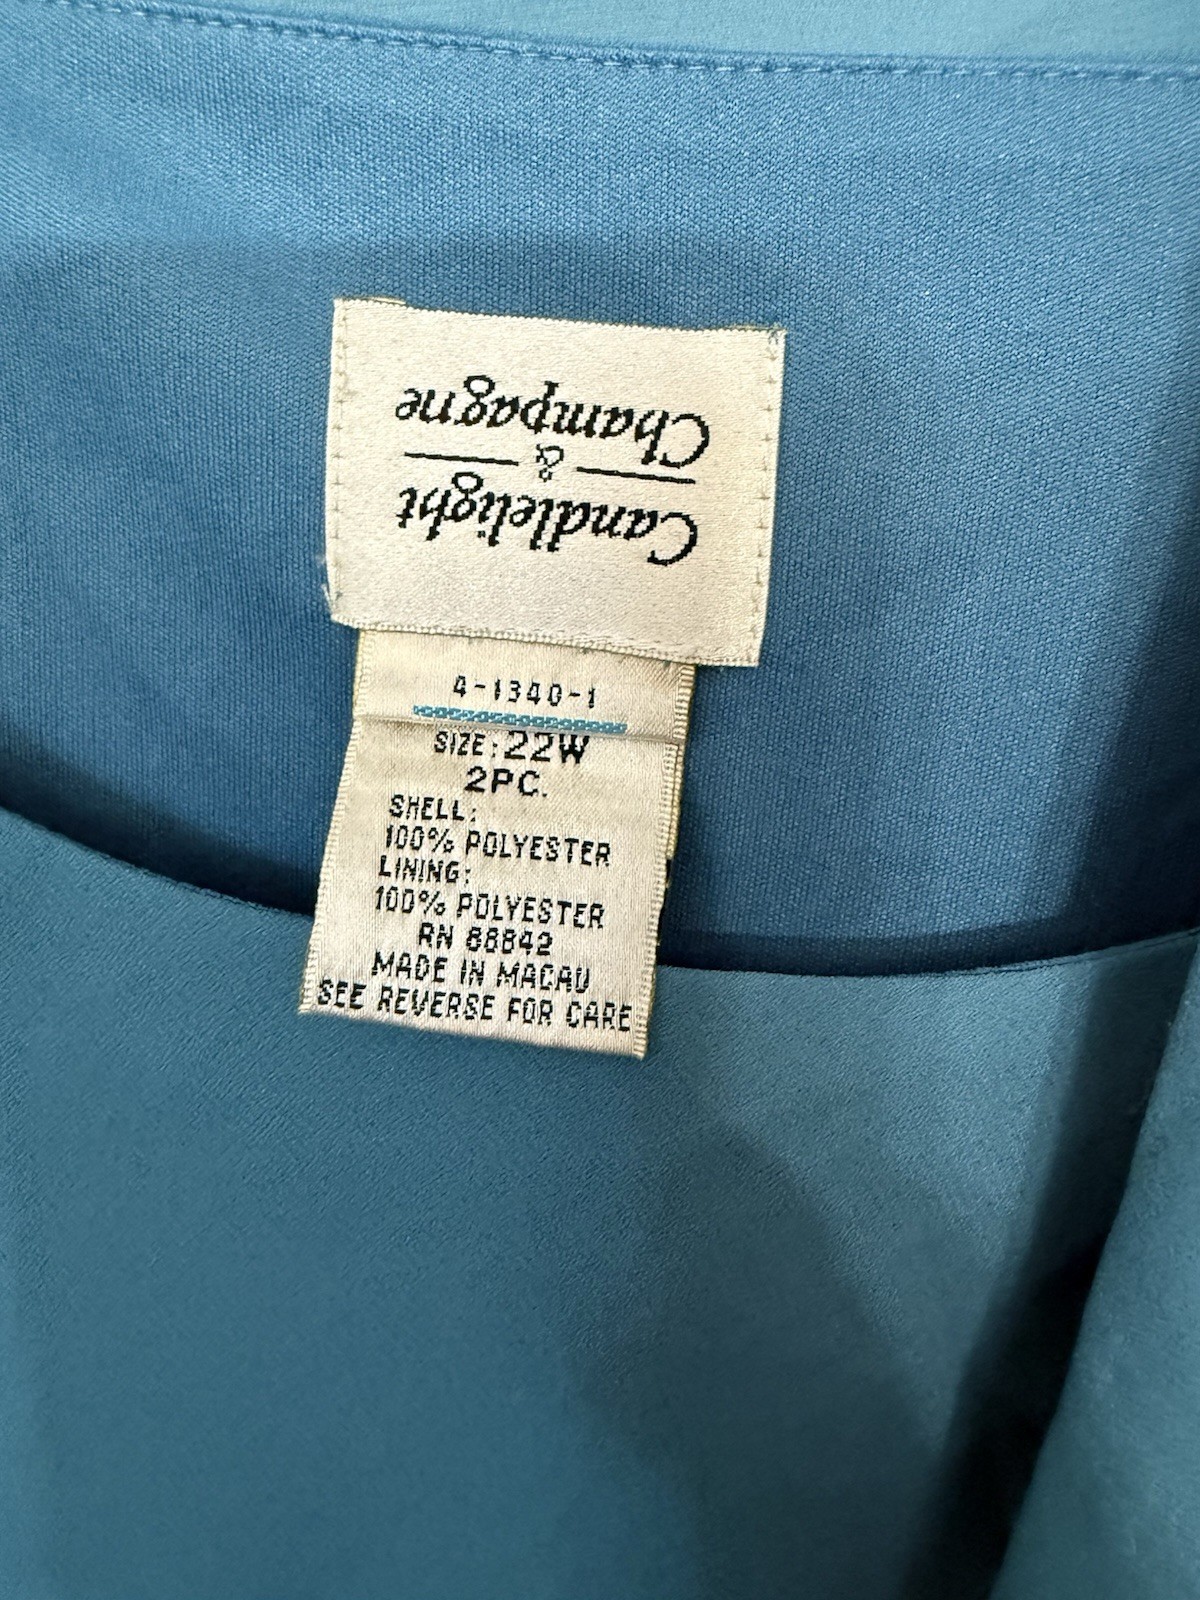 Candlelight
&
Champagne
4-1340-1
SIZE: 22W
2PC.
SHELL:
100% POLYESTER
LINING:
100% POLYESTER
RN 88842
MADE IN MACAU
SEE REVERSE FOR CARE